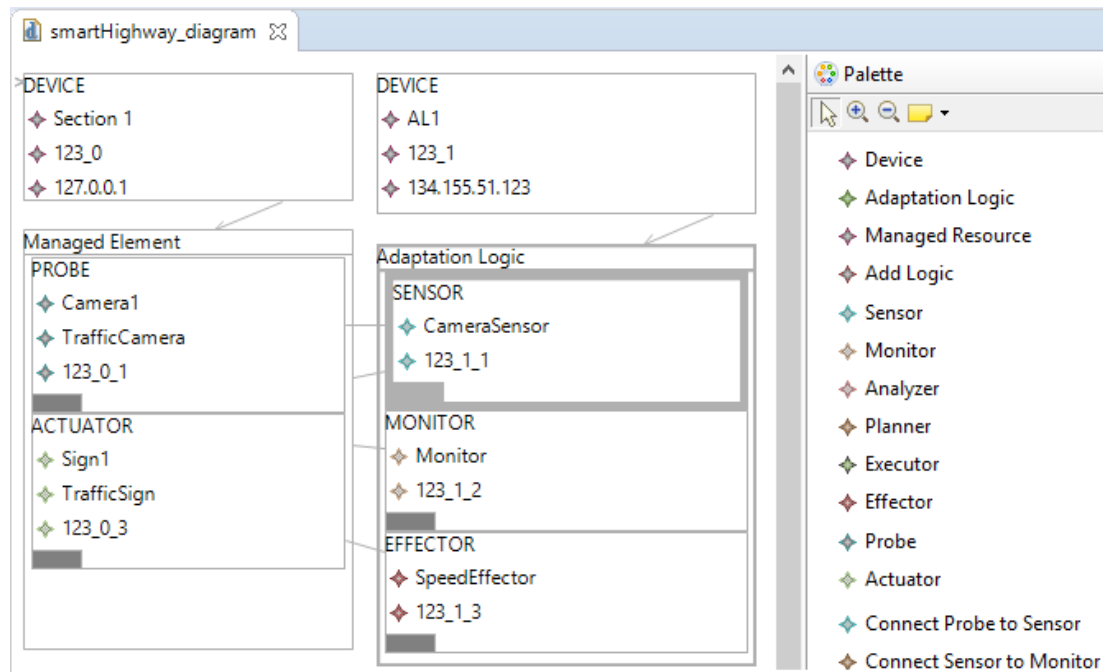 smartHighway_diagram
DEVICE
Section 1
123_0
127.0.0.1
DEVICE
AL1
123_1
134.155.51.123
Managed Element
PROBE
Camera1
TrafficCamera
123_0_1
ACTUATOR
Sign1
TrafficSign
123_0_3
Adaptation Logic
SENSOR
CameraSensor
123_1_1
MONITOR
Monitor
123_1_2
EFFECTOR
SpeedEffector
123_1_3
Palette
Device
Adaptation Logic
Managed Resource
Add Logic
Sensor
Monitor
Analyzer
Planner
Executor
Effector
Probe
Actuator
Connect Probe to Sensor
Connect Sensor to Monitor